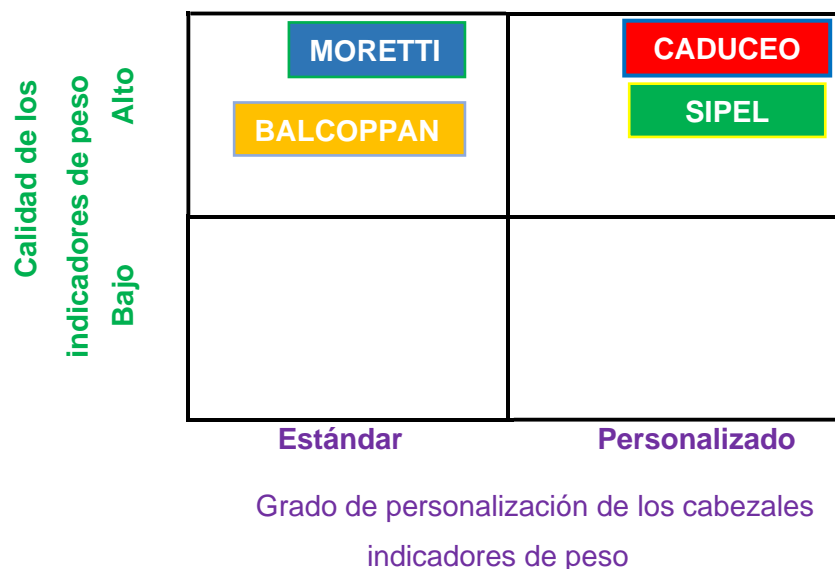 Calidad de los
indicadores de peso
Alto
Bajo
MORETTI
CADUCEO
BALCOPPAN
SIPEL
Estándar
Personalizado
Grado de personalización de los cabezales
indicadores de peso